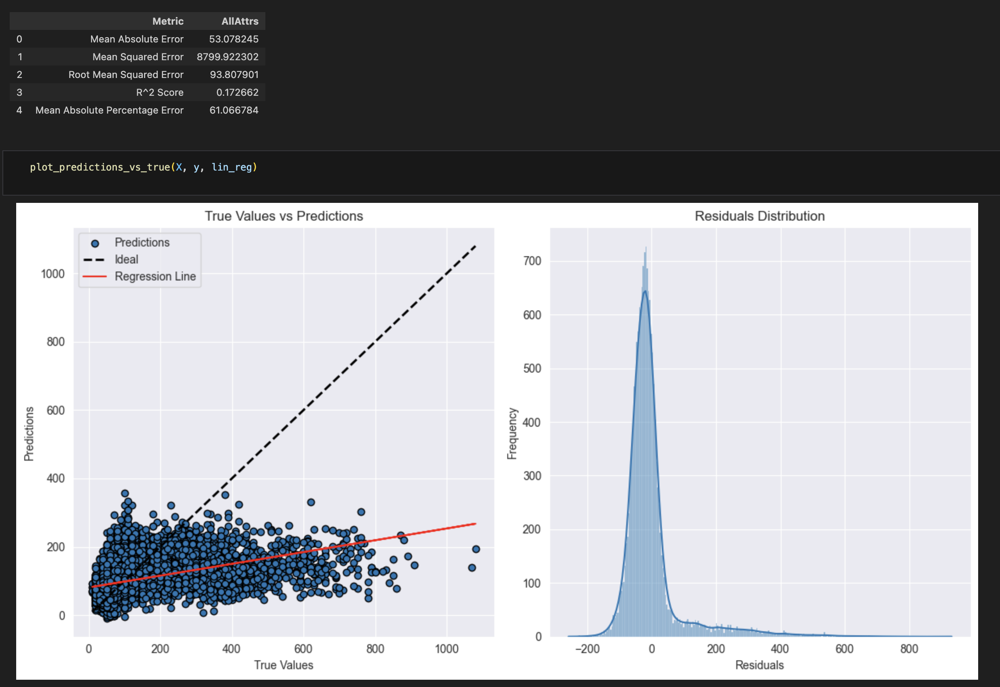 Metric AllAttrs
0 Mean Absolute Error 53.078245
1 Mean Squared Error 8799.922302
2 Root Mean Squared Error 93.807901
3 R^2 Score 0.172662
4 Mean Absolute Percentage Error 61.066784
plot_predictions_vs_true(X, y, lin_reg)
True Values vs Predictions
Predictions
Ideal
Regression Line
1000
800
600
400
200
0
Predictions
0 200 400 600 800 1000
True Values
Residuals Distribution
700
600
500
400
300
200
100
0
Frequency
−200 0 200 400 600 800
Residuals